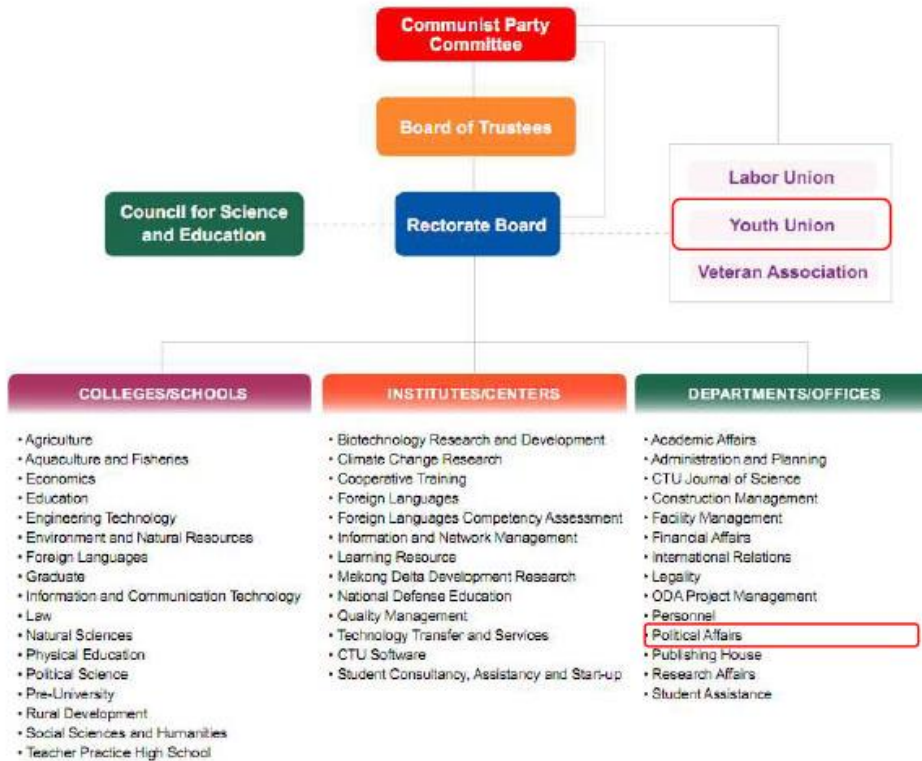 Communist Party
Committee
Board of Trustees
Council for Science
and Education
Rectorate Board
Labor Union
Youth Union
Veteran Association
COLLEGES/SCHOOLS
• Agriculture
• Aquaculture and Fisheries
• Economics
• Education
• Engineering Technology
• Environment and Natural Resources
• Foreign Languages
• Graduate
• Information and Communication Technology
• Law
• Natural Sciences
• Physical Education
• Political Science
• Pre-University
• Rural Development
• Social Sciences and Humanities
• Teacher Practice High School
INSTITUTES/CENTERS
• Biotechnology Research and Development
• Climate Change Research
• Cooperative Training
• Foreign Languages
• Foreign Languages Competency Assessment
• Information and Network Management
• Learning Resource
• Mekong Delta Development Research
• National Defense Education
• Quality Management
• Technology Transfer and Services
• CTU Software
• Student Consultancy, Assistancy and Start-up
DEPARTMENTS/OFFICES
• Academic Affairs
• Administration and Planning
• CTU Journal of Science
• Construction Management
• Facility Management
• Financial Affairs
• International Relations
• Legality
• ODA Project Management
• Personnel
• Political Affairs
• Publishing House
• Research Affairs
• Student Assistance